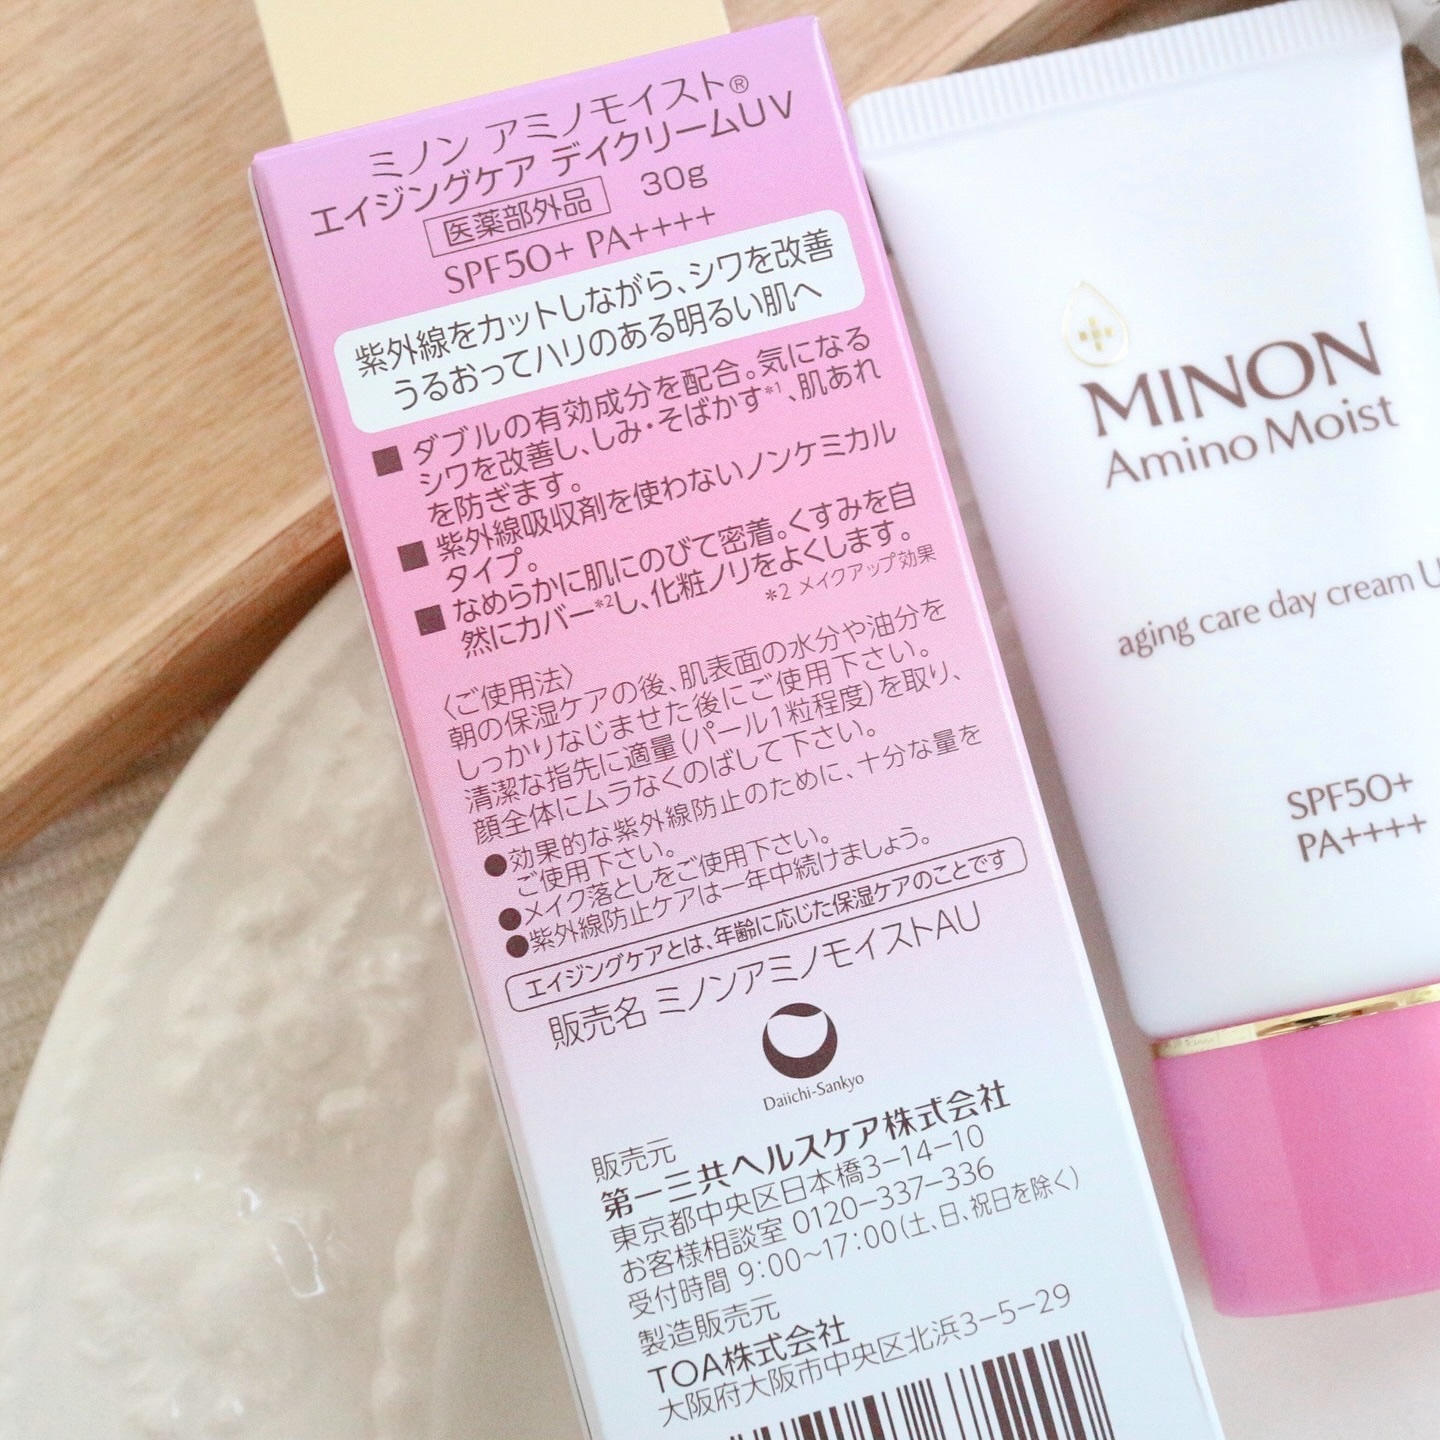 ミノン アミノモイスト®
エイジングケア デイクリームUV
医薬部外品 30g
SPF50+ PA++++
紫外線をカットしながら、シワを改善
うるおってハリのある明るい肌へ
■ ダブルの有効成分を配合。気になる
シワを改善し、しみ・そばかす*1、肌あれ
を防ぎます。
■ 紫外線吸収剤を使わないノンケミカル
タイプ。
■ なめらかに肌にのびて密着。くすみを自
然にカバー*2し、化粧ノリをよくします。
*2 メイクアップ効果
〈ご使用法〉
朝の保湿ケアの後、肌表面の水分や油分を
しっかりなじませた後にご使用下さい。
清潔な指先に適量(パール1粒程度)を取り、
顔全体にムラなくのばして下さい。
●効果的な紫外線防止のために、十分な量を
ご使用下さい。
●メイク落としをご使用下さい。
●紫外線防止ケアは一年中続けましょう。
エイジングケアとは、年齢に応じた保湿ケアのことです
販売名 ミノンアミノモイストAU
Daiichi-Sankyo
販売元
第一三共ヘルスケア株式会社
東京都中央区日本橋3-14-10
お客様相談室 0120-337-336
受付時間 9:00~17:00(土、日、祝日を除く)
製造販売元
TOA株式会社
大阪府大阪市中央区北浜3-5-29
MINON
Amino Moist
aging care day cream U
SPF50+
PA++++